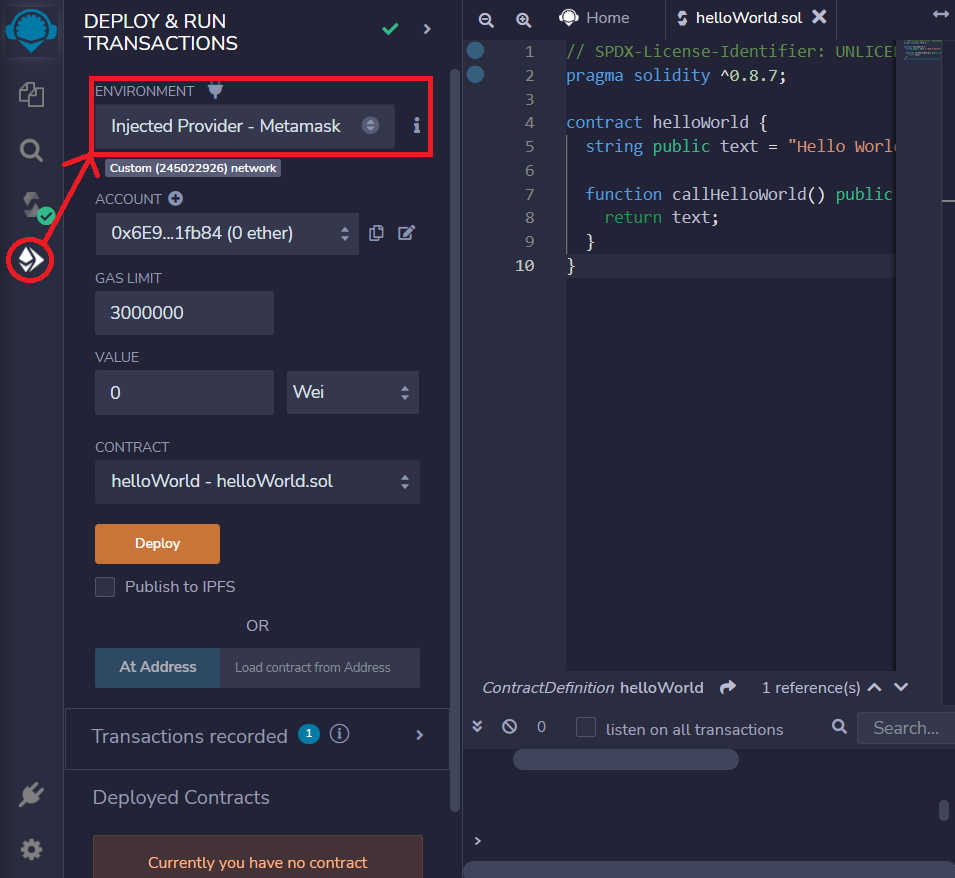 DEPLOY & RUN
TRANSACTIONS
ENVIRONMENT
Injected Provider - Metamask
Custom (245022926) network
ACCOUNT
0x6E9...1fb84 (0 ether)
GAS LIMIT
3000000
VALUE
0
Wei
CONTRACT
helloWorld - helloWorld.sol
Deploy
Publish to IPFS
OR
At Address
Load contract from Address
Transactions recorded 1
Deployed Contracts
Currently you have no contract
Home
helloWorld.sol
1 // SPDX-License-Identifier: UNLICE
2 pragma solidity ^0.8.7;
3
4 contract helloWorld {
5 string public text = "Hello Worl
6
7 function callHelloWorld() public
8 return text;
9 }
10 }
ContractDefinition helloWorld 1 reference(s)
0 listen on all transactions Search...
>